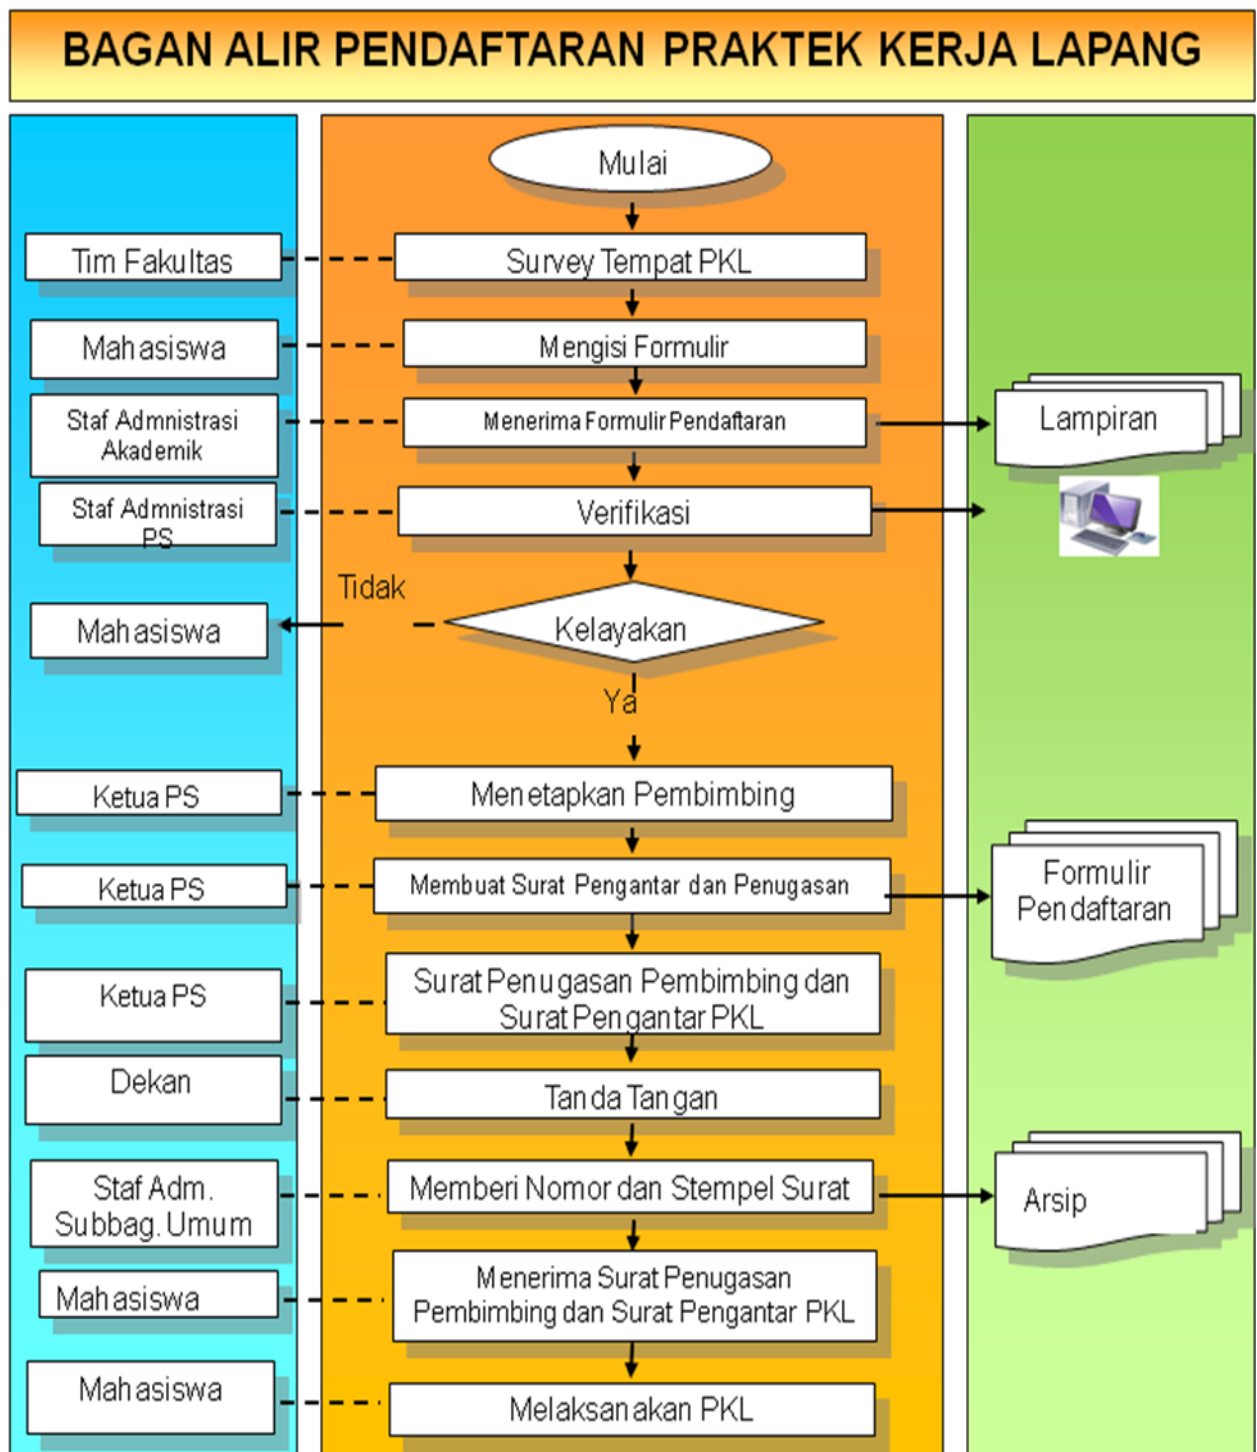 BAGAN ALIR PENDAFTARAN PRAKTEK KERJA LAPANG
Mulai
Tim Fakultas
Survey Tempat PKL
Mahasiswa
Mengisi Formulir
Staf Admnistrasi
Akademik
Menerima Formulir Pendaftaran
Lampiran
Staf Admnistrasi
PS
Verifikasi
Tidak
Mahasiswa
Kelayakan
Ya
Ketua PS
Menetapkan Pembimbing
Ketua PS
Membuat Surat Pengantar dan Penugasan
Formulir
Pendaftaran
Ketua PS
Surat Penugasan Pembimbing dan
Surat Pengantar PKL
Dekan
Tanda Tangan
Staf Adm.
Subbag. Umum
Memberi Nomor dan Stempel Surat
Arsip
Mahasiswa
Menerima Surat Penugasan
Pembimbing dan Surat Pengantar PKL
Mahasiswa
Melaksanakan PKL